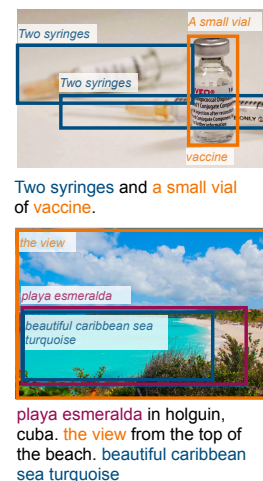 Two syringes
A small vial
Two syringes
vaccine
Two syringes and a small vial
of vaccine.
the view
playa esmeralda
beautiful caribbean sea
turquoise
playa esmeralda in holguin,
cuba. the view from the top of
the beach. beautiful caribbean
sea turquoise